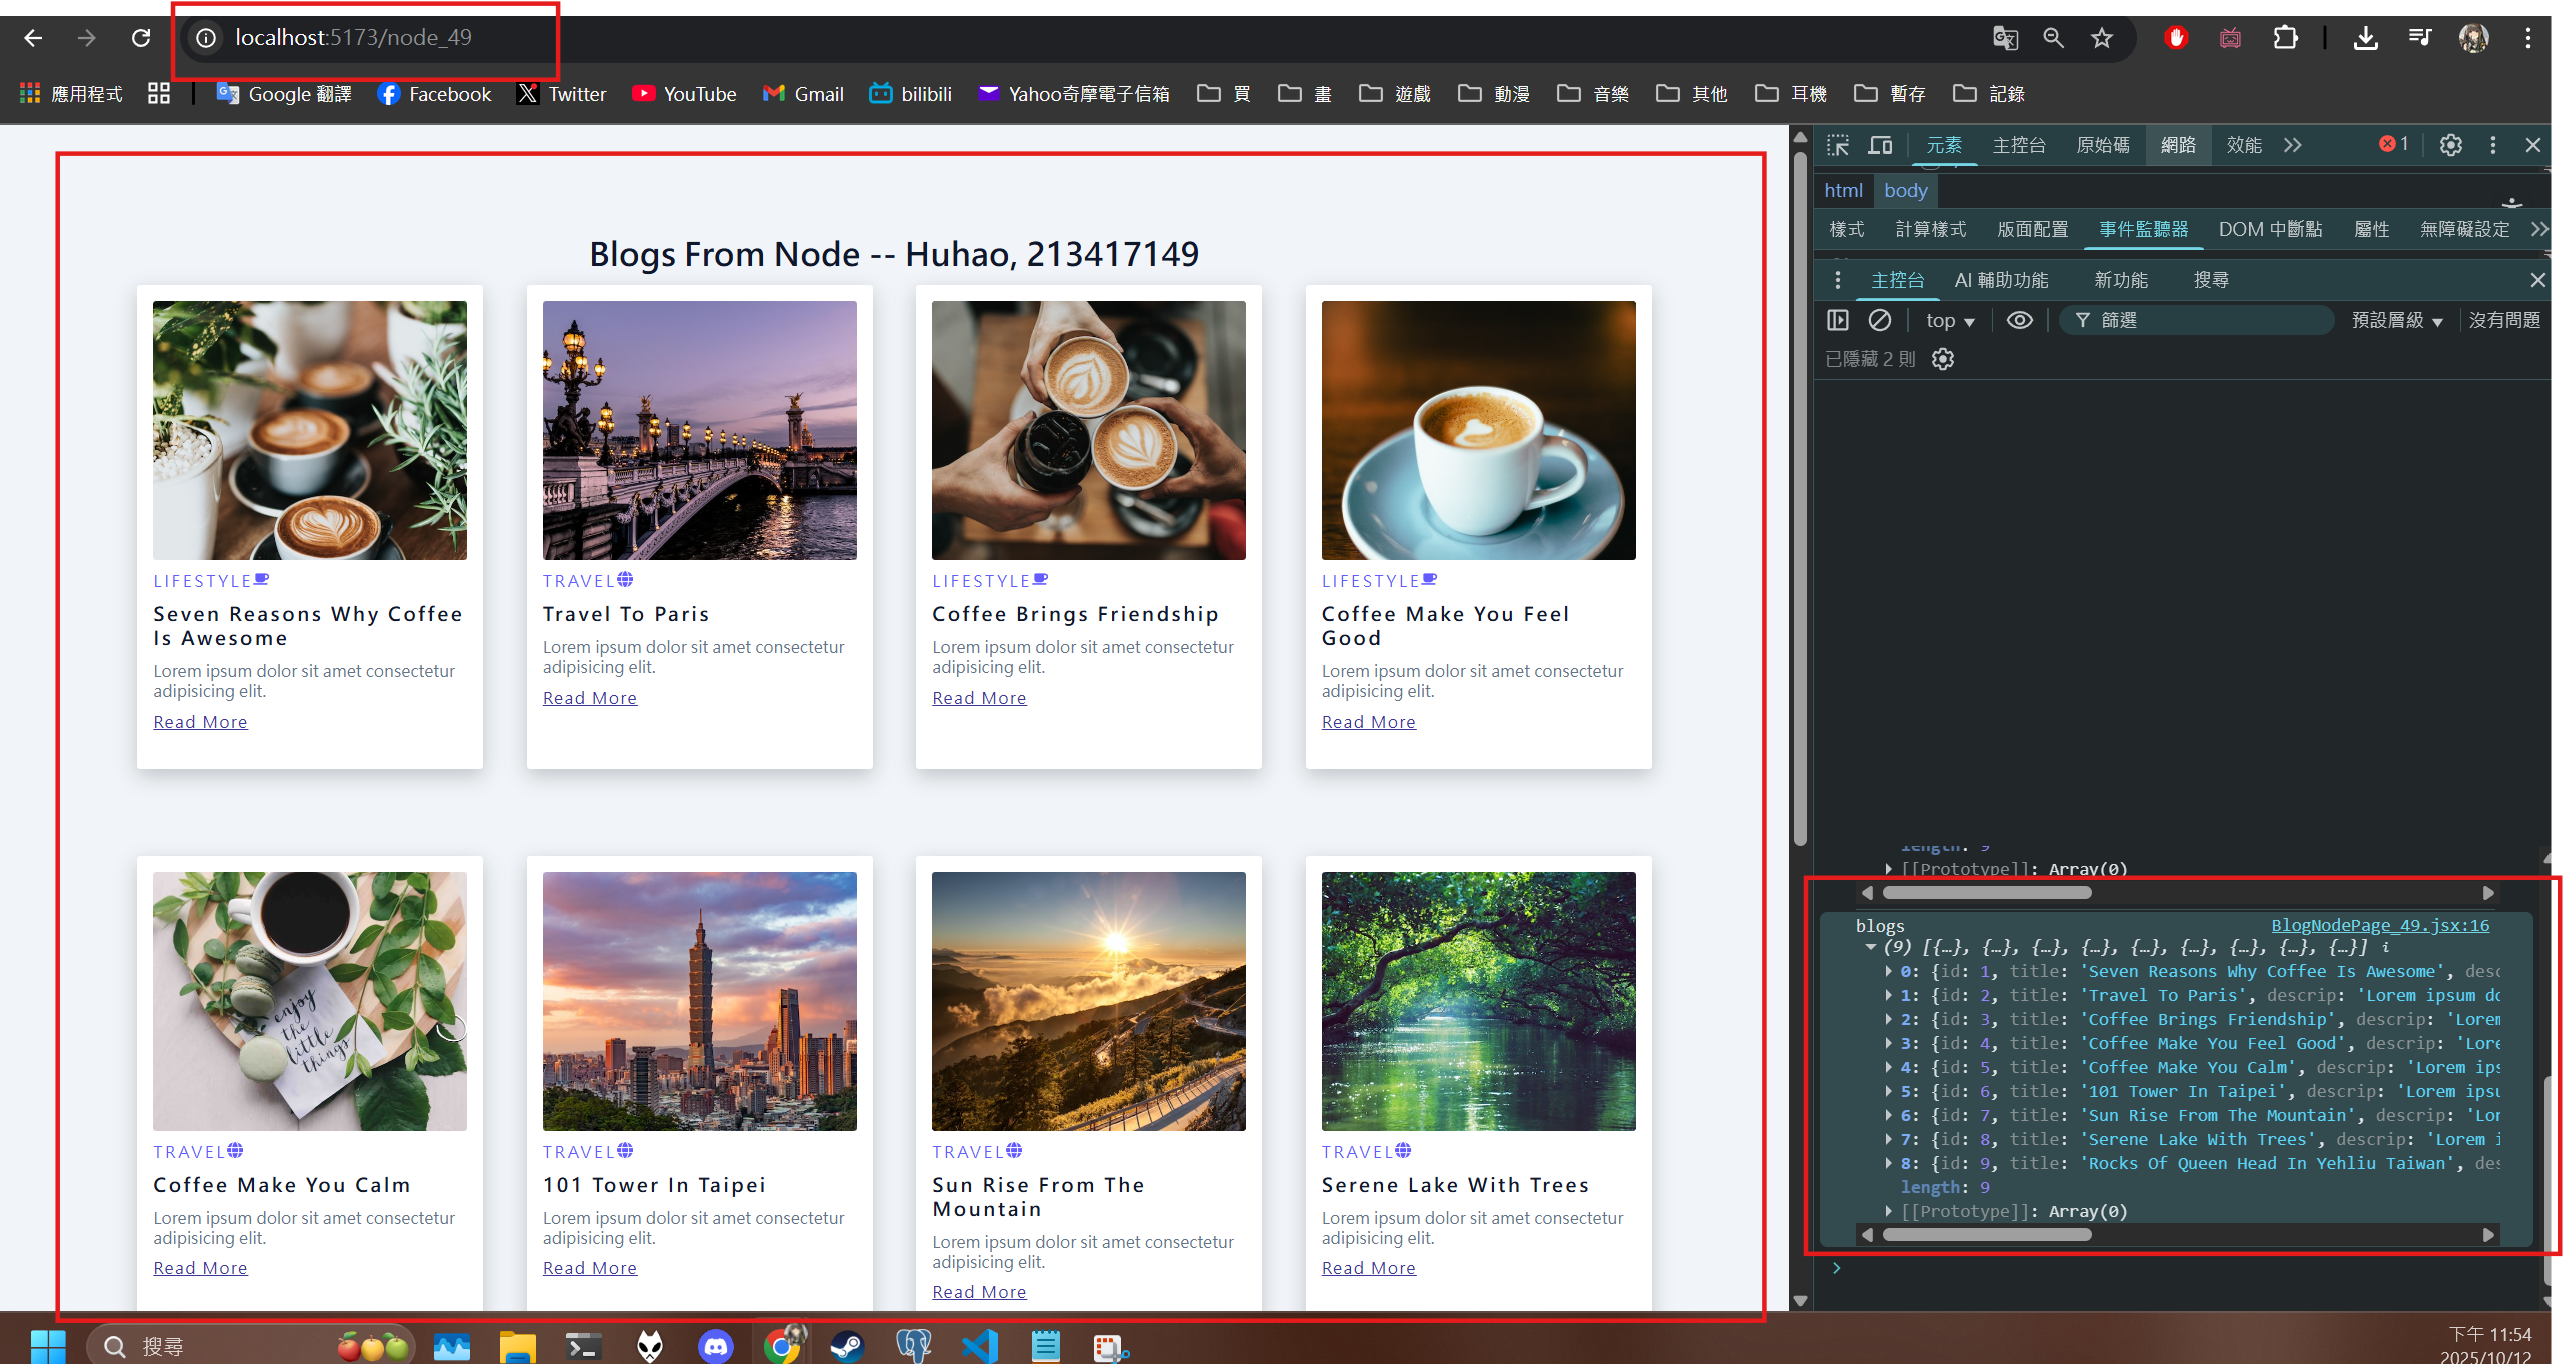 localhost:5173/node_49
應用程式 Google 翻譯 Facebook Twitter YouTube Gmail bilibili Yahoo奇摩電子信箱 買 畫 遊戲 動漫 音樂 其他 耳機 暫存 記錄
元素 主控台 原始碼 網路 效能 1
html body
樣式 計算樣式 版面配置 事件監聽器 DOM 中斷點 屬性 無障礙設定
主控台 AI 輔助功能 新功能 搜尋
top 篩選 預設層級 沒有問題
已隱藏 2 則
Blogs From Node -- Huhao, 213417149
LIFESTYLE
Seven Reasons Why Coffee
Is Awesome
Lorem ipsum dolor sit amet consectetur
adipisicing elit.
Read More
TRAVEL
Travel To Paris
Lorem ipsum dolor sit amet consectetur
adipisicing elit.
Read More
LIFESTYLE
Coffee Brings Friendship
Lorem ipsum dolor sit amet consectetur
adipisicing elit.
Read More
LIFESTYLE
Coffee Make You Feel
Good
Lorem ipsum dolor sit amet consectetur
adipisicing elit.
Read More
enjoy
the
little
things
TRAVEL
Coffee Make You Calm
Lorem ipsum dolor sit amet consectetur
adipisicing elit.
Read More
TRAVEL
101 Tower In Taipei
Lorem ipsum dolor sit amet consectetur
adipisicing elit.
Read More
TRAVEL
Sun Rise From The
Mountain
Lorem ipsum dolor sit amet consectetur
adipisicing elit.
Read More
TRAVEL
Serene Lake With Trees
Lorem ipsum dolor sit amet consectetur
adipisicing elit.
Read More
length: 9
[[Prototype]]: Array(0)
blogs BlogNodePage_49.jsx:16
(9) [{…}, {…}, {…}, {…}, {…}, {…}, {…}, {…}, {…}] i
0: {id: 1, title: 'Seven Reasons Why Coffee Is Awesome', desc
1: {id: 2, title: 'Travel To Paris', descrip: 'Lorem ipsum do
2: {id: 3, title: 'Coffee Brings Friendship', descrip: 'Lorem
3: {id: 4, title: 'Coffee Make You Feel Good', descrip: 'Lore
4: {id: 5, title: 'Coffee Make You Calm', descrip: 'Lorem ips
5: {id: 6, title: '101 Tower In Taipei', descrip: 'Lorem ipsu
6: {id: 7, title: 'Sun Rise From The Mountain', descrip: 'Lor
7: {id: 8, title: 'Serene Lake With Trees', descrip: 'Lorem i
8: {id: 9, title: 'Rocks Of Queen Head In Yehliu Taiwan', des
length: 9
[[Prototype]]: Array(0)
搜尋
下午 11:54
2025/10/12